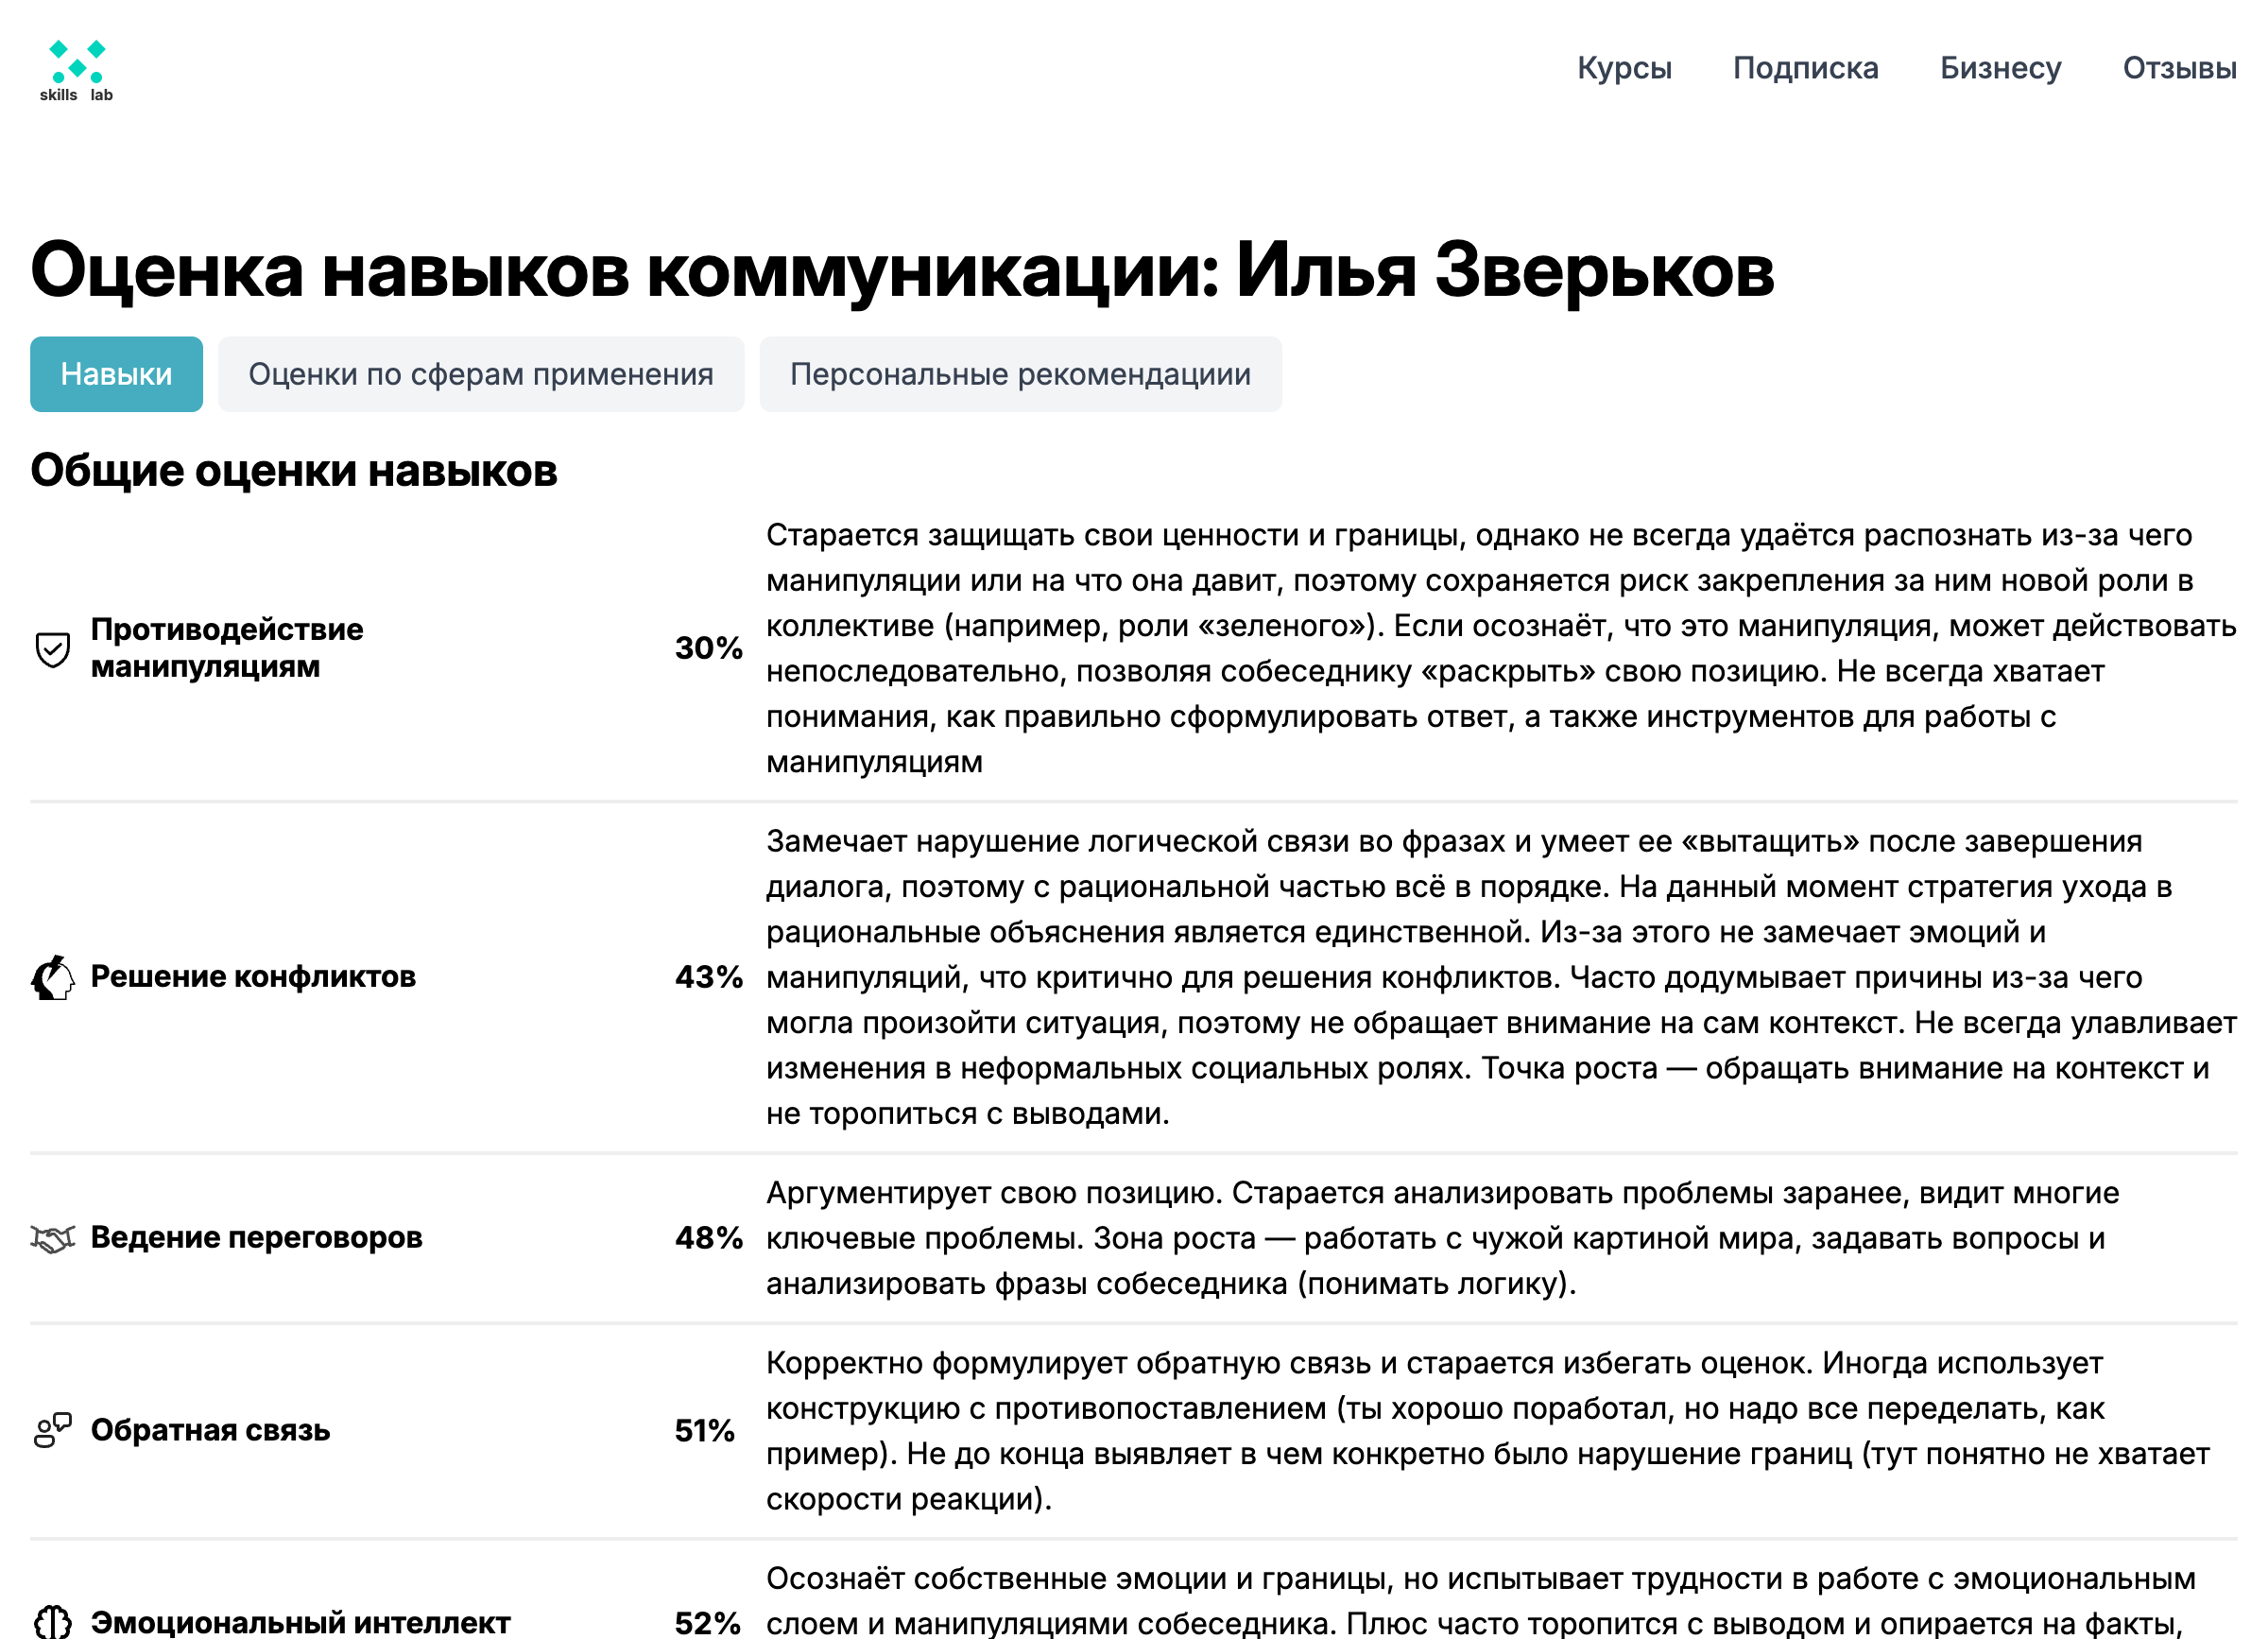 skills lab
Курсы Подписка Бизнесу Отзывы
Оценка навыков коммуникации: Илья Зверьков
Навыки Оценки по сферам применения Персональные рекомендациии
Общие оценки навыков
Противодействие
манипуляциям
30%
Старается защищать свои ценности и границы, однако не всегда удаётся распознать из-за чего
манипуляции или на что она давит, поэтому сохраняется риск закрепления за ним новой роли в
коллективе (например, роли «зеленого»). Если осознаёт, что это манипуляция, может действовать
непоследовательно, позволяя собеседнику «раскрыть» свою позицию. Не всегда хватает
понимания, как правильно сформулировать ответ, а также инструментов для работы с
манипуляциям
Решение конфликтов
43%
Замечает нарушение логической связи во фразах и умеет ее «вытащить» после завершения
диалога, поэтому с рациональной частью всё в порядке. На данный момент стратегия ухода в
рациональные объяснения является единственной. Из-за этого не замечает эмоций и
манипуляций, что критично для решения конфликтов. Часто додумывает причины из-за чего
могла произойти ситуация, поэтому не обращает внимание на сам контекст. Не всегда улавливает
изменения в неформальных социальных ролях. Точка роста — обращать внимание на контекст и
не торопиться с выводами.
Ведение переговоров
48%
Аргументирует свою позицию. Старается анализировать проблемы заранее, видит многие
ключевые проблемы. Зона роста — работать с чужой картиной мира, задавать вопросы и
анализировать фразы собеседника (понимать логику).
Обратная связь
51%
Корректно формулирует обратную связь и старается избегать оценок. Иногда использует
конструкцию с противопоставлением (ты хорошо поработал, но надо все переделать, как
пример). Не до конца выявляет в чем конкретно было нарушение границ (тут понятно не хватает
скорости реакции).
Эмоциональный интеллект
52%
Осознаёт собственные эмоции и границы, но испытывает трудности в работе с эмоциональным
слоем и манипуляциями собеседника. Плюс часто торопится с выводом и опирается на факты,